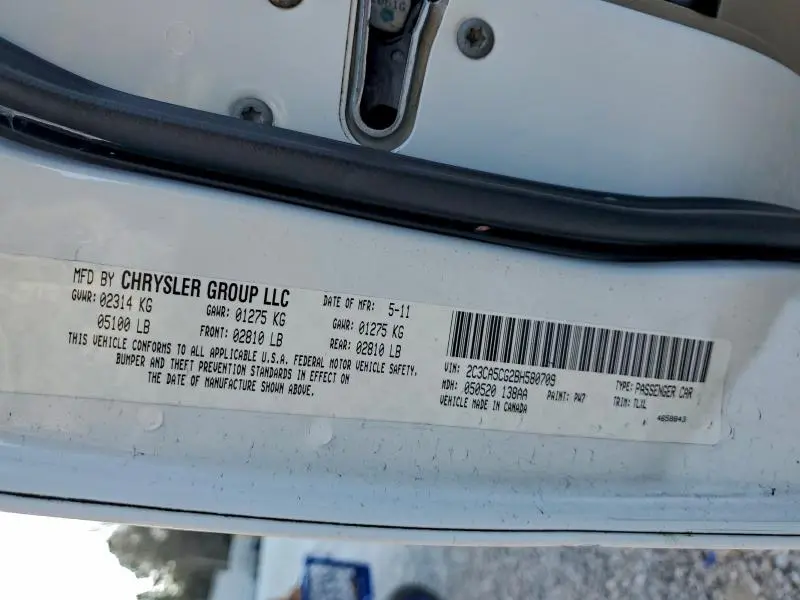 MFD BY CHRYSLER GROUP LLC
DATE OF MFR: 5-11
GVWR: 02314 KG
GAWR: 01275 KG
GAWR: 01275 KG
05100 LB
FRONT: 02810 LB
REAR: 02810 LB
THIS VEHICLE CONFORMS TO ALL APPLICABLE U.S.A. FEDERAL MOTOR VEHICLE SAFETY,
BUMPER AND THEFT PREVENTION STANDARDS IN EFFECT ON
THE DATE OF MANUFACTURE SHOWN ABOVE.
VIN: 2C3CA5CG2BH580709
TYPE: PASSENGER CAR
MDH: 050520 138AA
PAINT: PW7
TRIM: TLXL
VEHICLE MADE IN CANADA
4658843